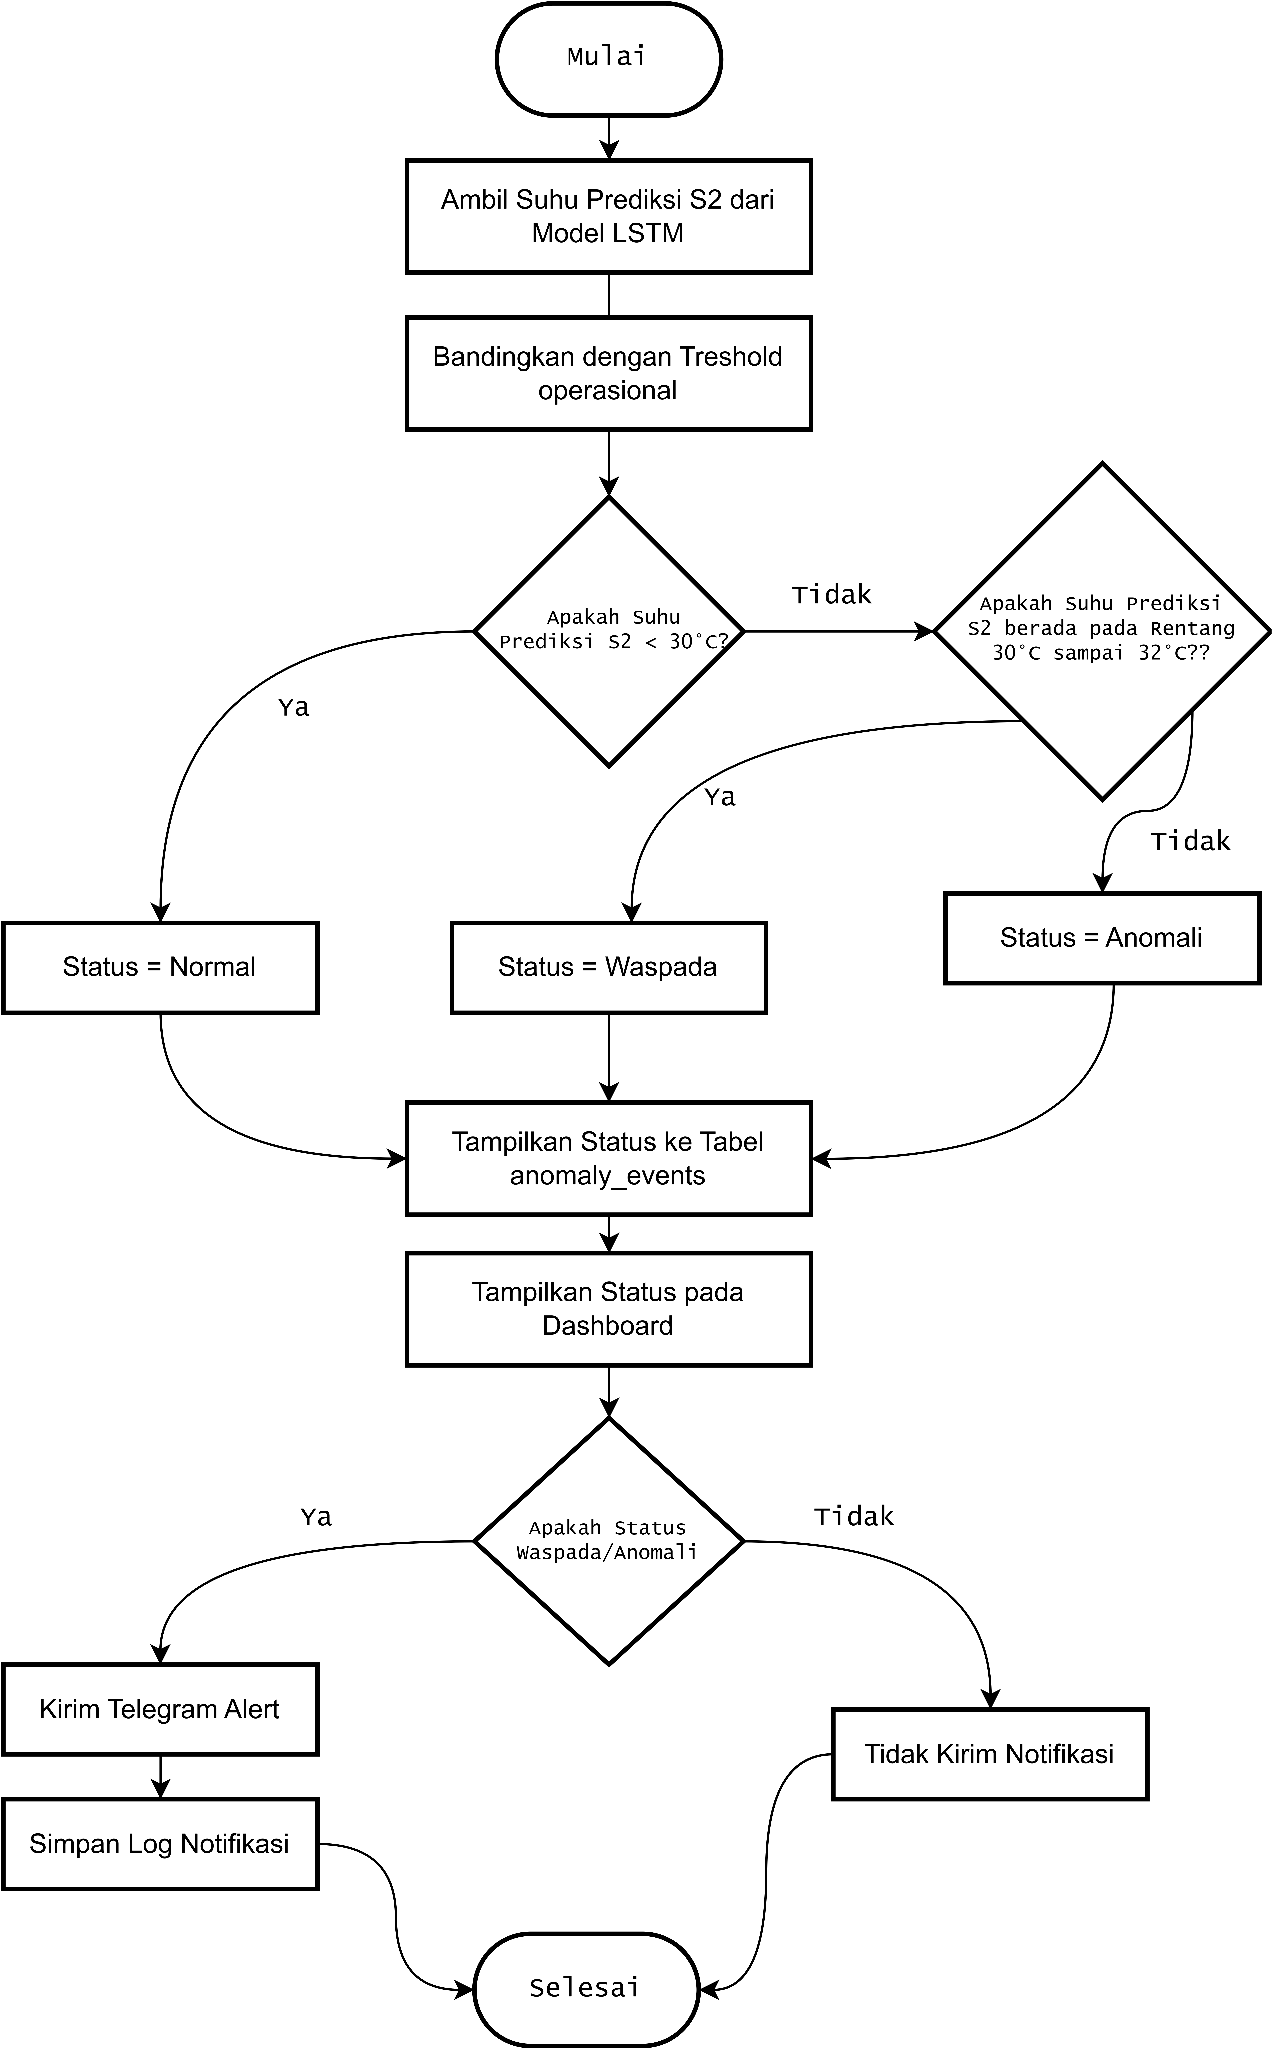 Mulai
Ambil Suhu Prediksi S2 dari
Model LSTM
Bandingkan dengan Treshold
operasional
Apakah Suhu
Prediksi S2 < 30°C?
Tidak
Apakah Suhu Prediksi
S2 berada pada Rentang
30°C sampai 32°C??
Ya
Ya
Tidak
Status = Normal
Status = Waspada
Status = Anomali
Tampilkan Status ke Tabel
anomaly_events
Tampilkan Status pada
Dashboard
Apakah Status
Waspada/Anomali
Ya
Tidak
Kirim Telegram Alert
Tidak Kirim Notifikasi
Simpan Log Notifikasi
Selesai